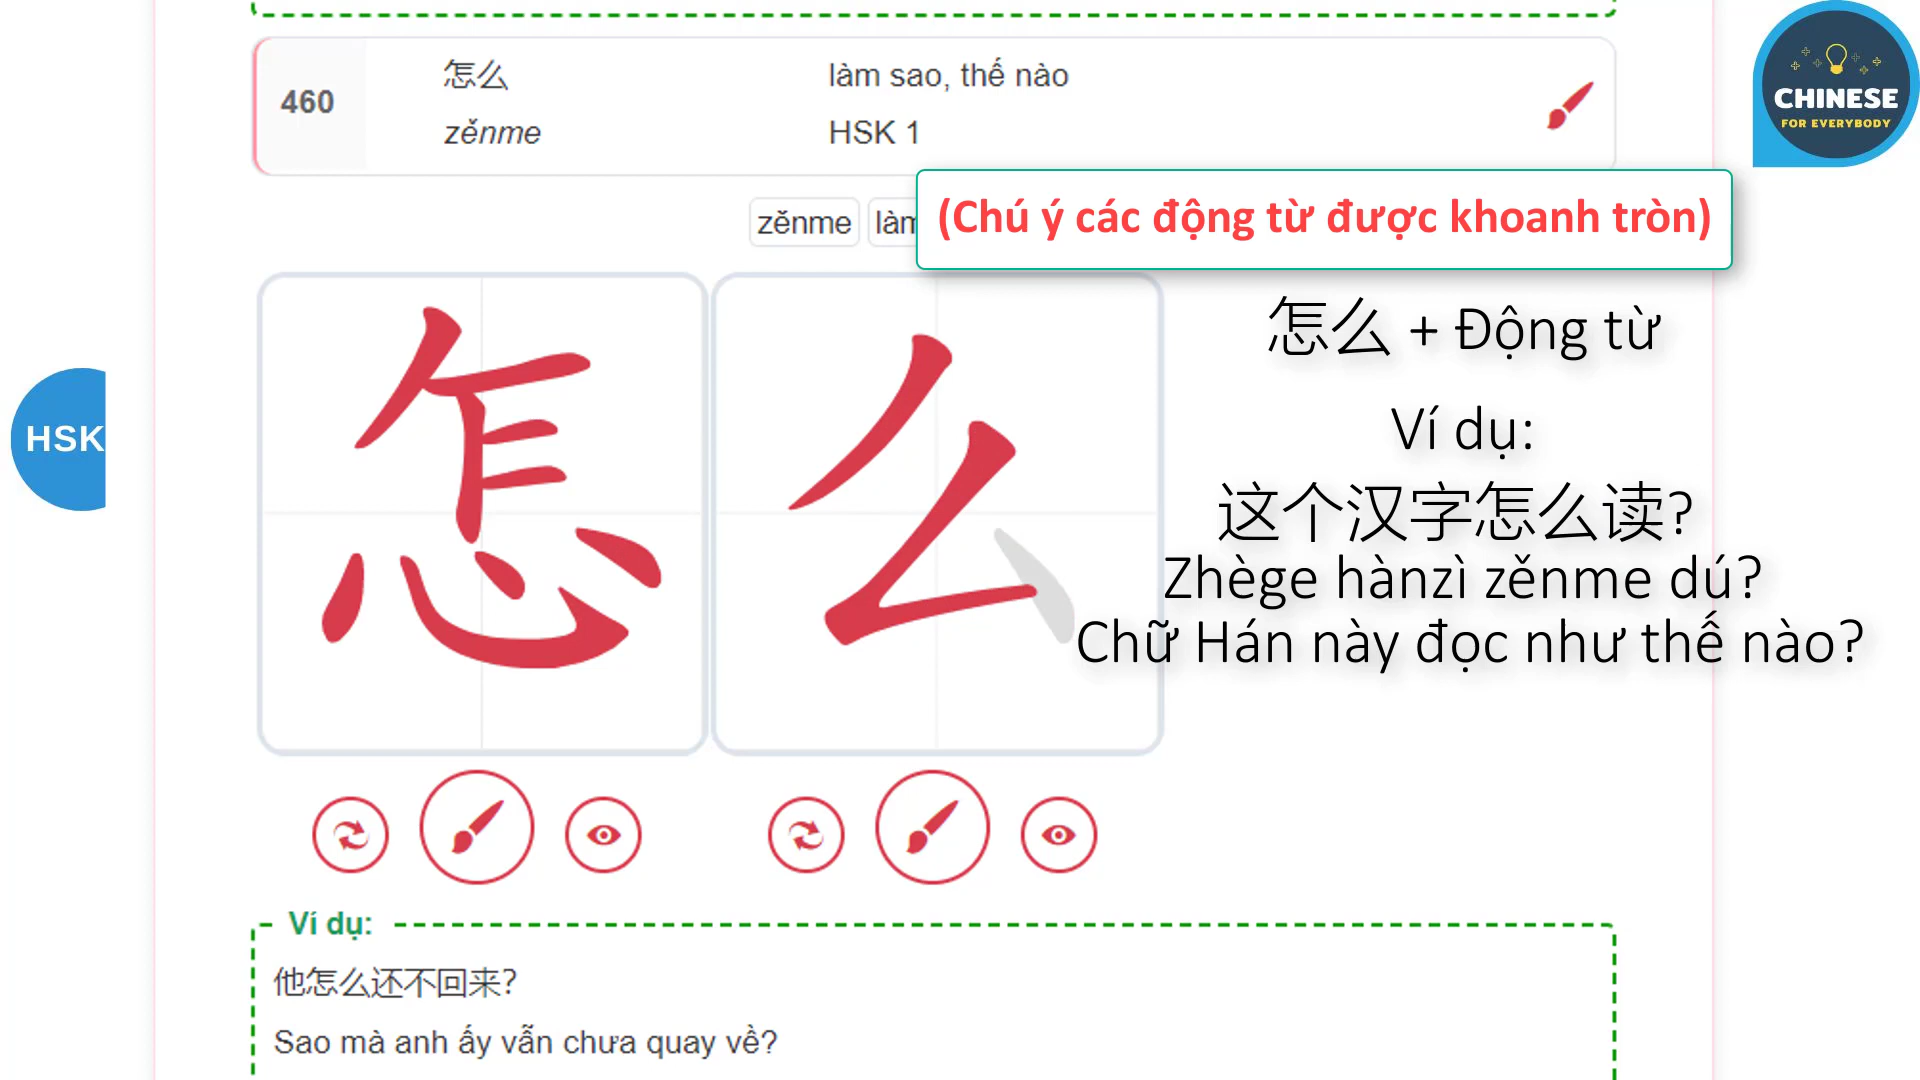 460
怎么
làm sao, thế nào
zěnme
HSK 1
CHINESE
FOR EVERYBODY
(Chú ý các động từ được khoanh tròn)
zěnme
怎么
怎么 + Động từ
Ví dụ:
这个汉字怎么读?
Zhège hànzì zěnme dú?
Chữ Hán này đọc như thế nào?
HSK
Ví dụ:
他怎么还不回来?
Sao mà anh ấy vẫn chưa quay về?